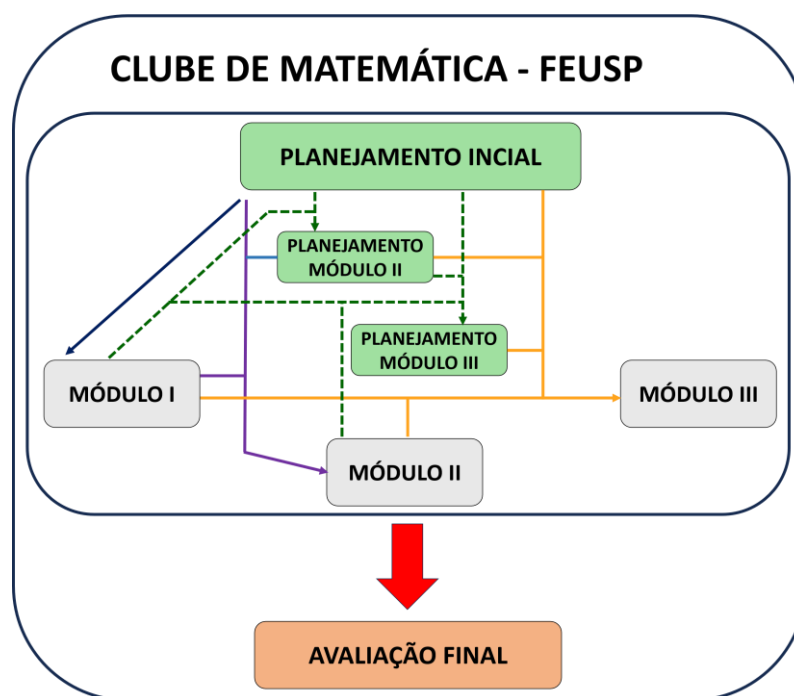 CLUBE DE MATEMÁTICA - FEUSP
PLANEJAMENTO INCIAL
PLANEJAMENTO
MÓDULO II
PLANEJAMENTO
MÓDULO III
MÓDULO I
MÓDULO III
MÓDULO II
AVALIAÇÃO FINAL